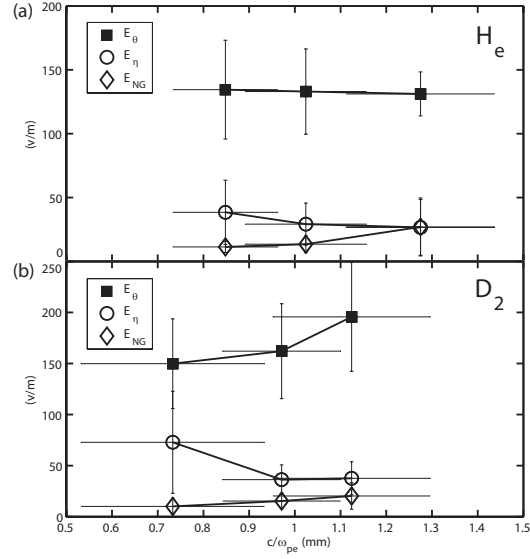 (a)
200
150
100
50
0
(v/m)
E_θ
E_η
E_NG
H_e
(b)
250
200
150
100
50
0
(v/m)
E_θ
E_η
E_NG
D_2
0.5 0.6 0.7 0.8 0.9 1 1.1 1.2 1.3 1.4 1.5
c/ω_pe (mm)